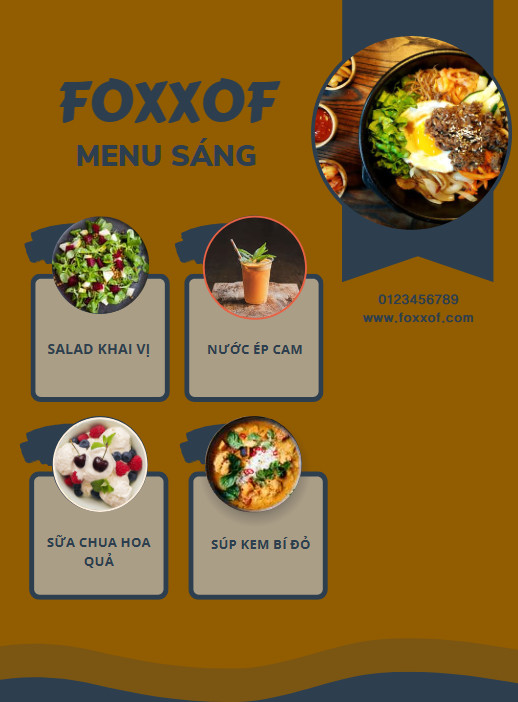 FOXXOF
MENU SÁNG
0123456789
www.foxxof.com
SALAD KHAI VỊ
NƯỚC ÉP CAM
SỮA CHUA HOA
QUẢ
SÚP KEM BÍ ĐỎ